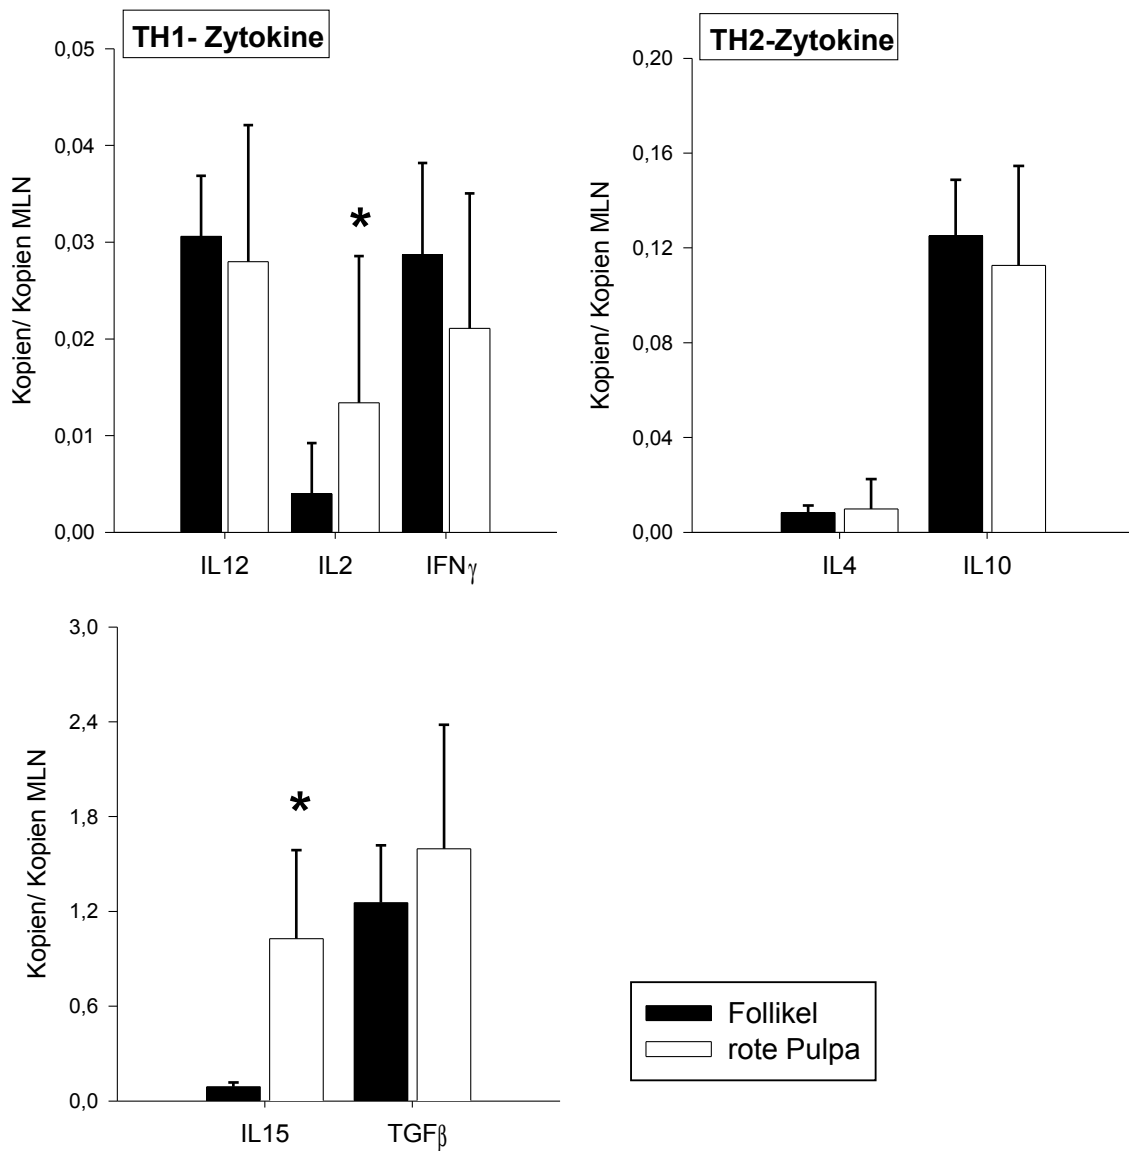 TH1- Zytokine
0,05
0,04
0,03
0,02
0,01
0,00
Kopien/ Kopien MLN
*
IL12 IL2 IFNγ
TH2-Zytokine
0,20
0,16
0,12
0,08
0,04
0,00
Kopien/ Kopien MLN
IL4 IL10
3,0
2,4
1,8
1,2
0,6
0,0
Kopien/ Kopien MLN
*
IL15 TGFβ
Follikel
rote Pulpa